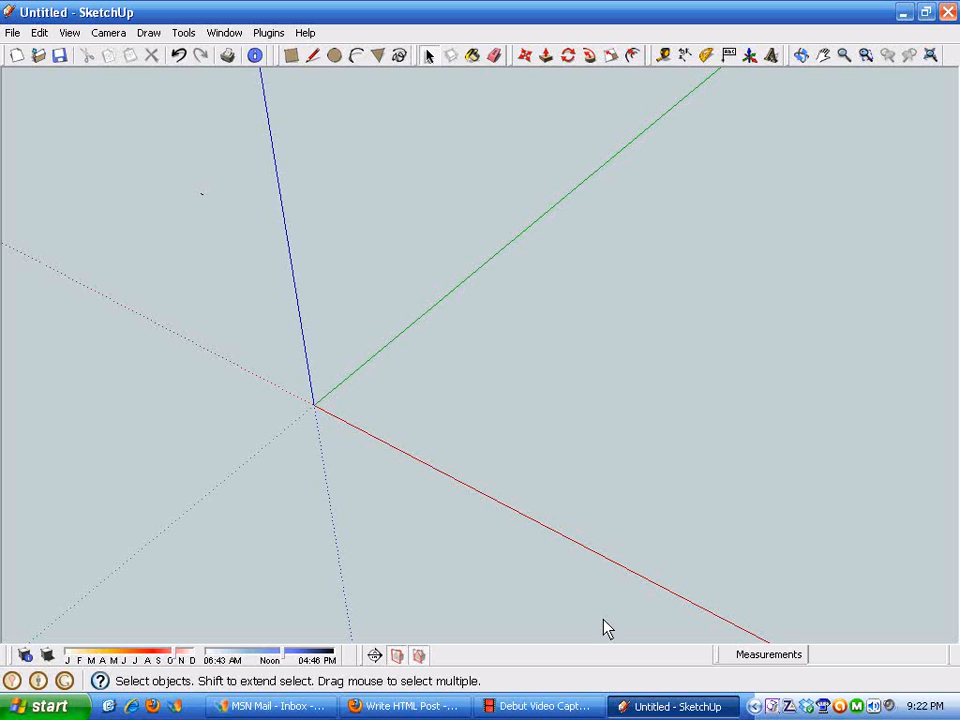 Untitled - SketchUp
File Edit View Camera Draw Tools Window Plugins Help
J F M A M J J A S O N D 06:43 AM Noon 04:46 PM Measurements
Select objects. Shift to extend select. Drag mouse to select multiple.
start MSN Mail - Inbox -... Write HTML Post -... Debut Video Capt... Untitled - SketchUp 9:22 PM